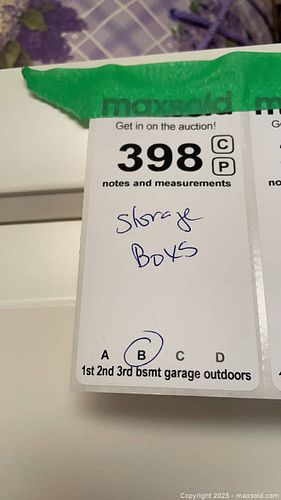 maxsold m
Get in on the auction! G
398 C
P
notes and measurements no
Storage
Boxs
A B C D
1st 2nd 3rd bsmt garage outdoors
Copyright © 2025 - maxsold.com